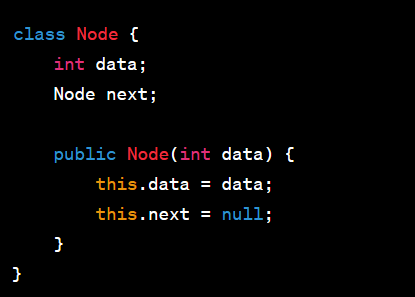 class Node {
    int data;
    Node next;

    public Node(int data) {
        this.data = data;
        this.next = null;
    }
}